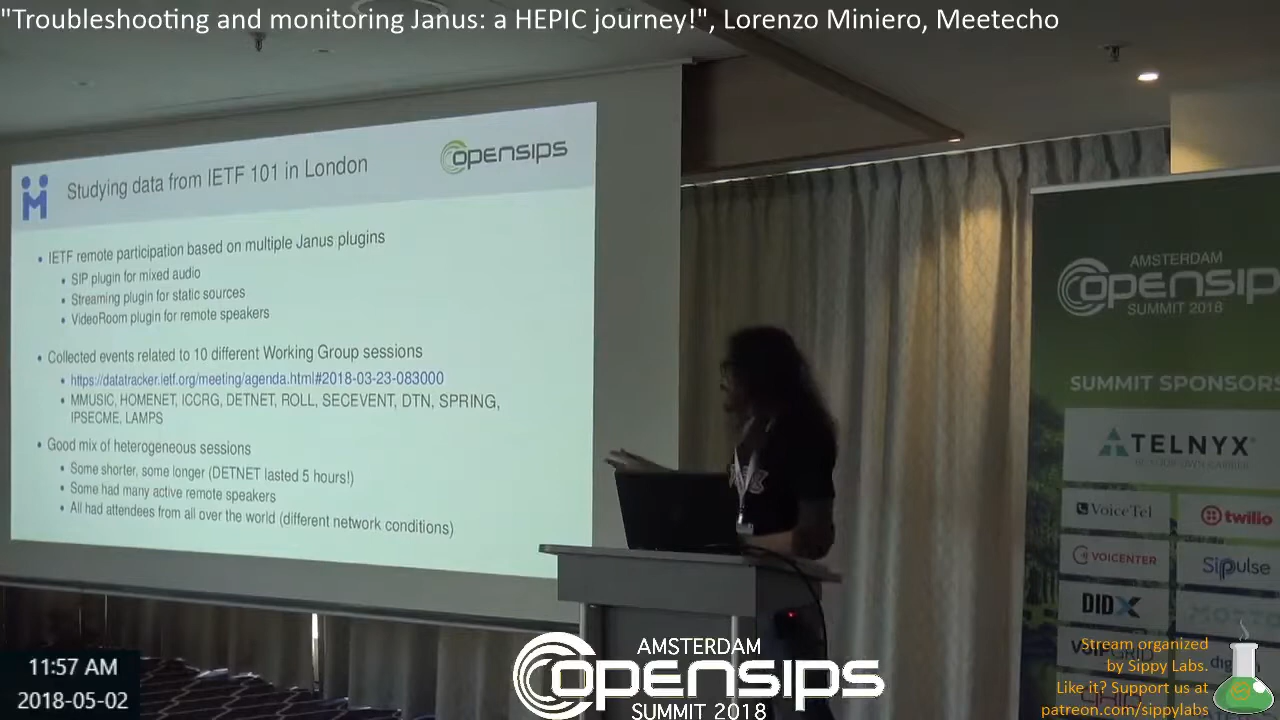 "Troubleshooting and monitoring Janus: a HEPIC journey!", Lorenzo Miniero, Meetecho
Studying data from IETF 101 in London
opensips
IETF remote participation based on multiple Janus plugins
SIP plugin for mixed audio
Streaming plugin for static sources
VideoRoom plugin for remote speakers
Collected events related to 10 different Working Group sessions
https://datatracker.ietf.org/meeting/agenda.html#2018-03-23-083000
MMUSIC, HOMENET, ICCRG, DETNET, ROLL, SECEVENT, DTN, SPRING,
IPSECME, LAMPS
Good mix of heterogeneous sessions
Some shorter, some longer (DETNET lasted 5 hours!)
Some had many active remote speakers
All had attendees from all over the world (different network conditions)
AMSTERDAM
opensip
SUMMIT 2018
SUMMIT SPONSORS
TELNYX
VoiceTel
twilio
VOICENTER
Sipulse
DIDX
11:57 AM
2018-05-02
AMSTERDAM
opensips
SUMMIT 2018
Stream organized
by Sippy Labs.
Like it? Support us at
patreon.com/sippylabs